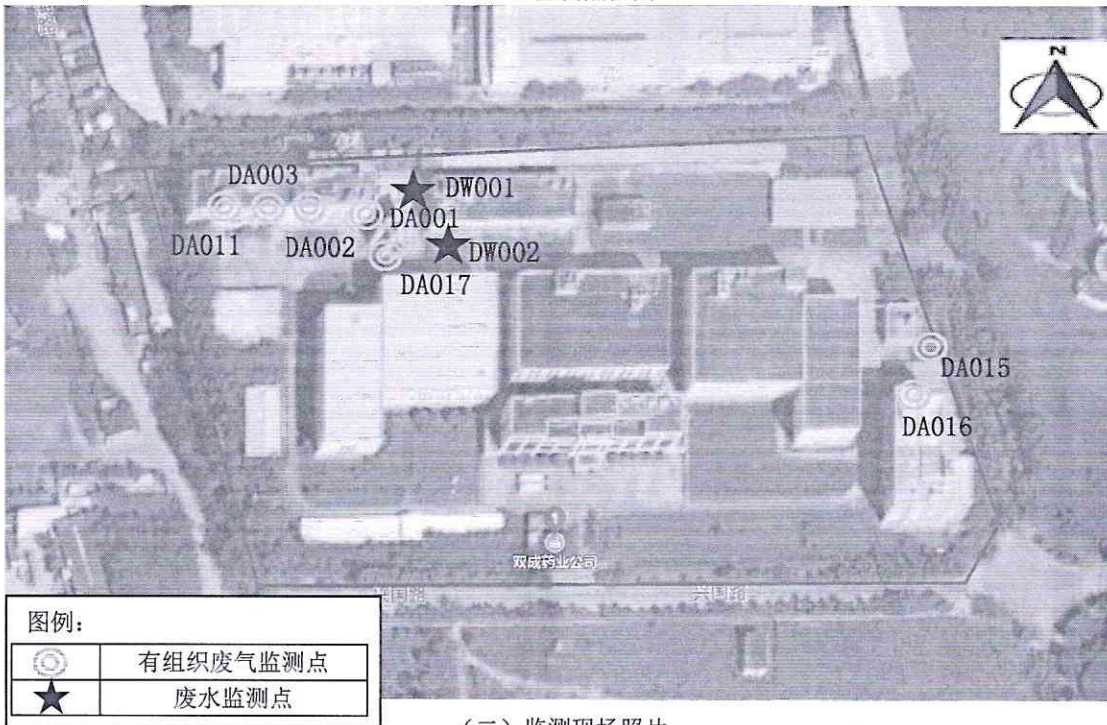 N
DA003
DW001
DA001
DA011
DA002
DW002
DA017
DA015
DA016
双成药业公司
兴国路
兴国路
图例：
有组织废气监测点
废水监测点
（二）监测现场照片